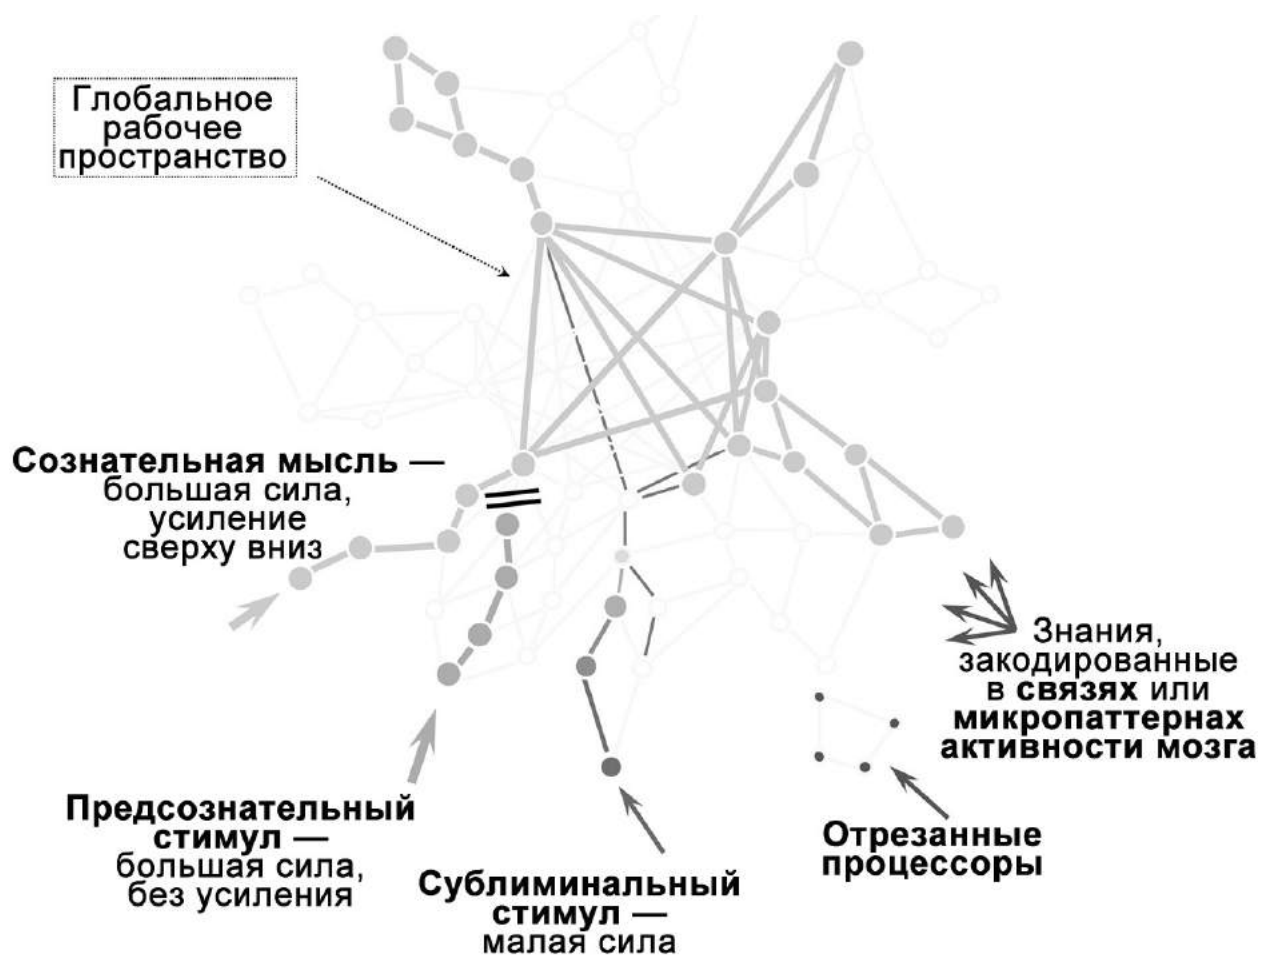 Глобальное
рабочее
пространство
Сознательная мысль —
большая сила,
усиление
сверху вниз
Знания,
закодированные
в связях или
микропаттернах
активности мозга
Предсознательный
стимул —
большая сила,
без усиления
Отрезанные
процессоры
Сублиминальный
стимул —
малая сила